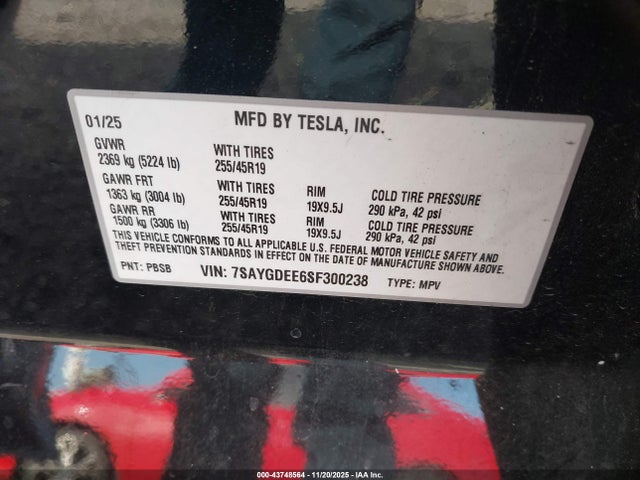 01/25 MFD BY TESLA, INC.
GVWR
2369 kg (5224 lb) WITH TIRES 255/45R19
GAWR FRT
1363 kg (3004 lb) WITH TIRES 255/45R19 RIM 19X9.5J COLD TIRE PRESSURE 290 kPa, 42 psi
GAWR RR
1500 kg (3306 lb) WITH TIRES 255/45R19 RIM 19X9.5J COLD TIRE PRESSURE 290 kPa, 42 psi
THIS VEHICLE CONFORMS TO ALL APPLICABLE U.S. FEDERAL MOTOR VEHICLE SAFETY AND
THEFT PREVENTION STANDARDS IN EFFECT ON THE DATE OF MANUFACTURE SHOWN ABOVE.
PNT: PBSB VIN: 7SAYGDEE6SF300238 TYPE: MPV
©-43748564 - 11/20/2025 - IAAI, Inc.